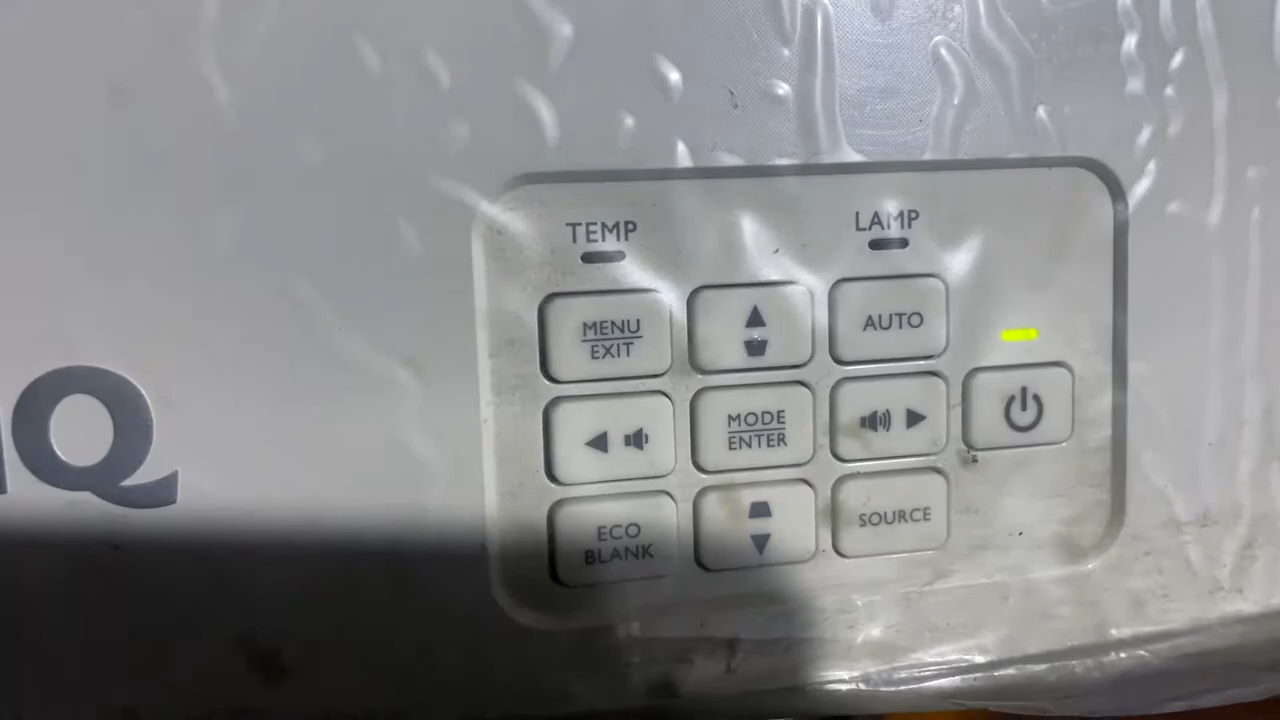 TEMP
LAMP
MENU
EXIT
AUTO
MODE
ENTER
ECO
BLANK
SOURCE
Q